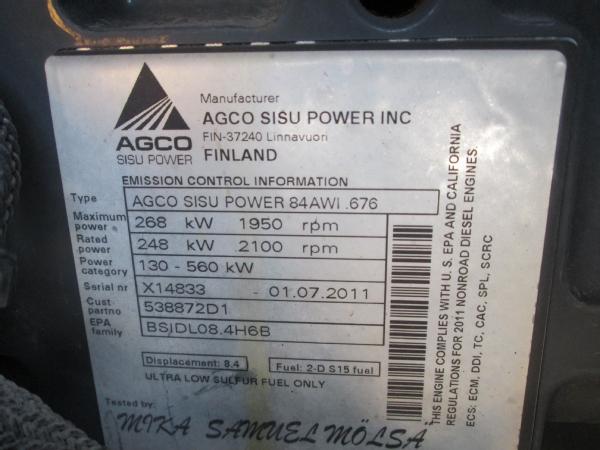 Manufacturer
AGCO SISU POWER INC
FIN-37240 Linnavuori
FINLAND
AGCO
SISU POWER
EMISSION CONTROL INFORMATION
Type AGCO SISU POWER 84AWI .676
Maximum power 268 kW 1950 rpm
Rated power 248 kW .2100 rpm
Power category 130 - 560 kW
Serial nr X14833 - 01.07.2011
Cust partno 538872D1
EPA family BSIDL08.4H6B
Displacement: 8.4 Fuel: 2-D S15 fuel
ULTRA LOW SULFUR FUEL ONLY
Tested by:
MIKA SAMUEL MÖLSÄ
THIS ENGINE COMPLIES WITH U. S. EPA AND CALIFORNIA
REGULATIONS FOR 2011 NONROAD DIESEL ENGINES.
ECS: ECM, DDI, TC, CAC, SPL, SCRC